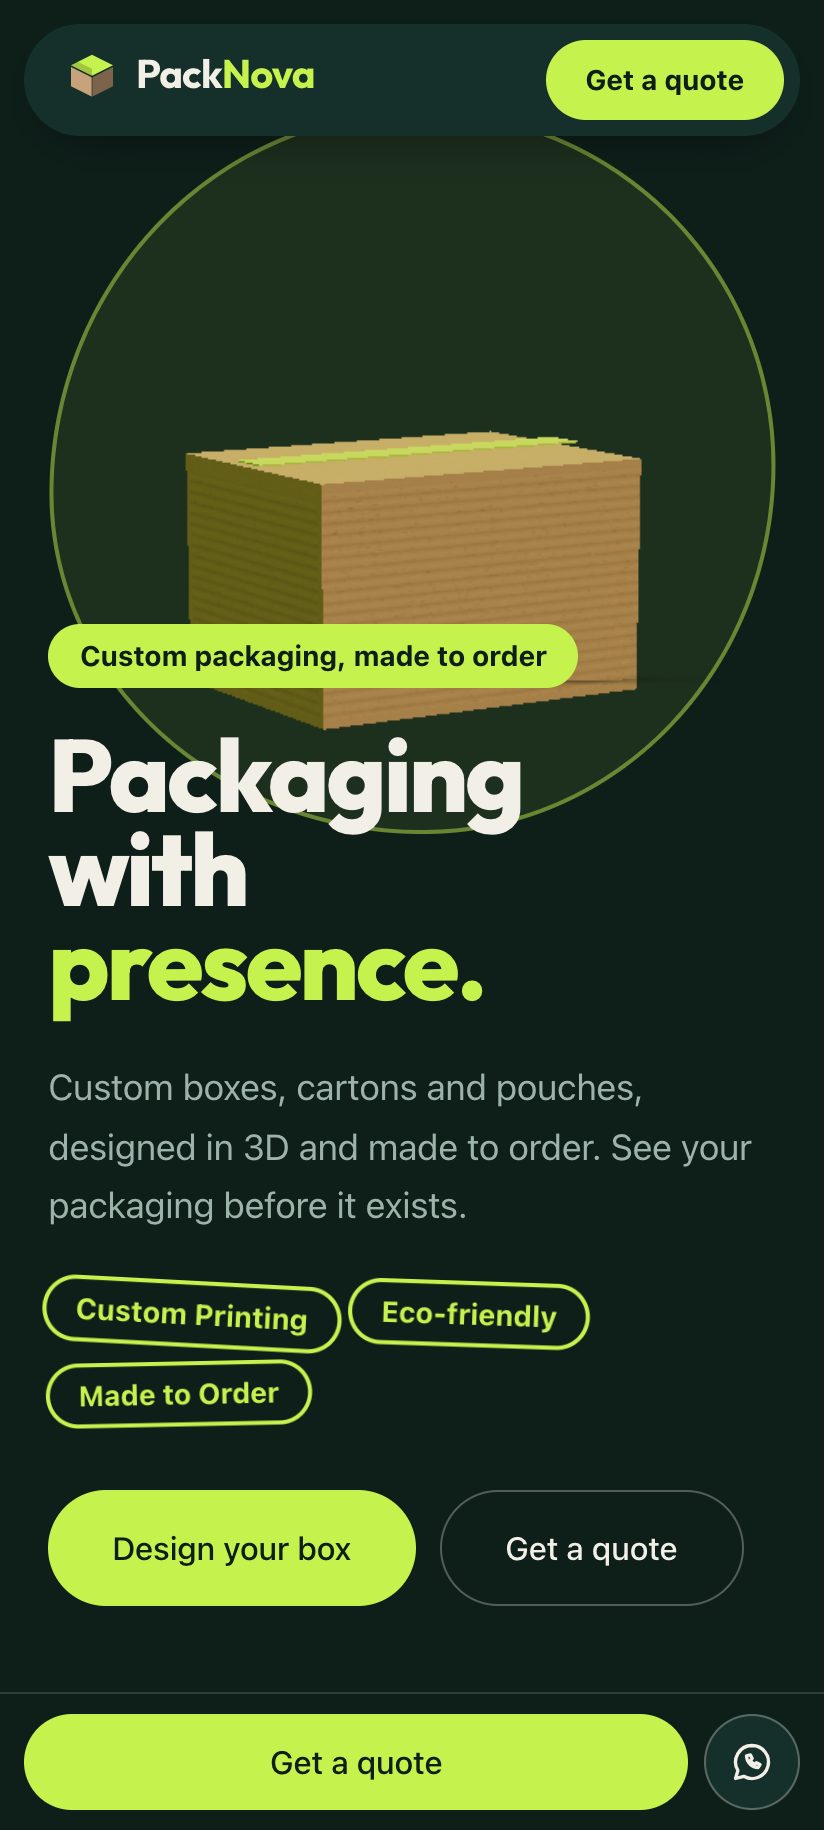 PackNova
Get a quote
Custom packaging, made to order
Packaging
with
presence.
Custom boxes, cartons and pouches,
designed in 3D and made to order. See your
packaging before it exists.
Custom Printing
Eco-friendly
Made to Order
Design your box
Get a quote
Get a quote